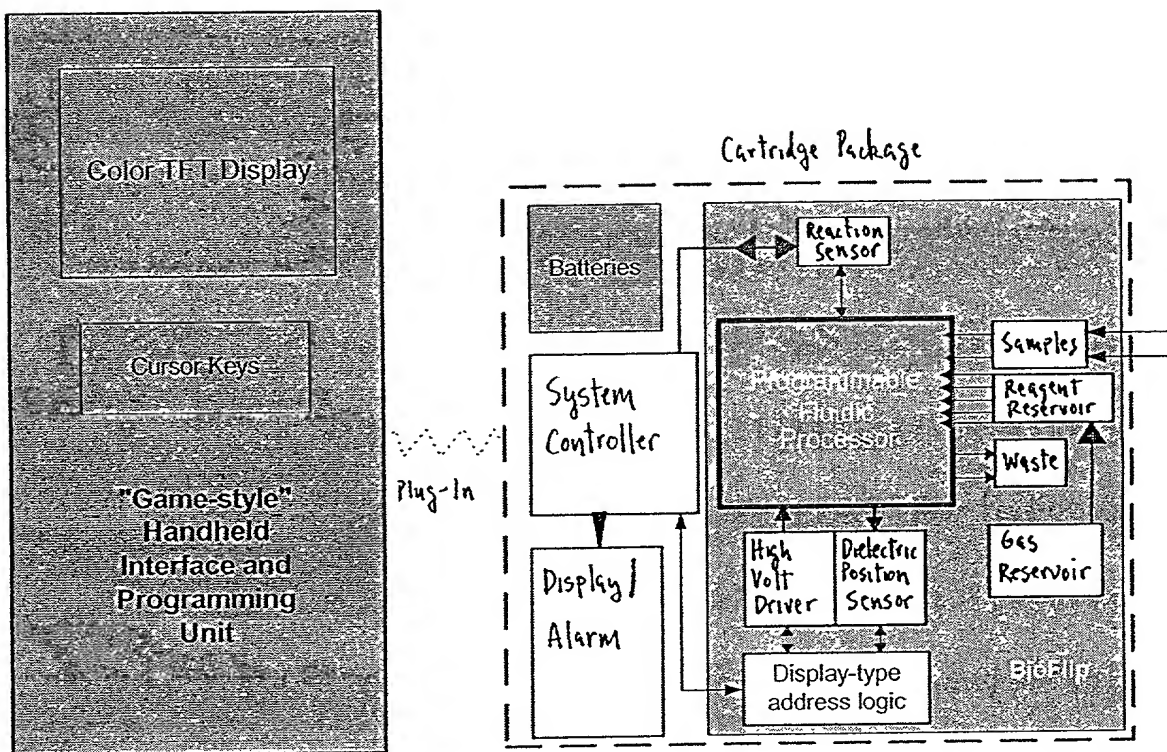 Color TFT Display
Cursor Keys
"Game-style"
Handheld
Interface and
Programming
Unit
Plug-In
Cartridge Package
Batteries
System
Controller
Display/
Alarm
Reaction
Sensor
Programmable
Fluidic
Processor
Samples
Reagent
Reservoir
Waste
Gas
Reservoir
High
Volt
Driver
Dielectric
Position
Sensor
Display-type
address logic
BioFlip